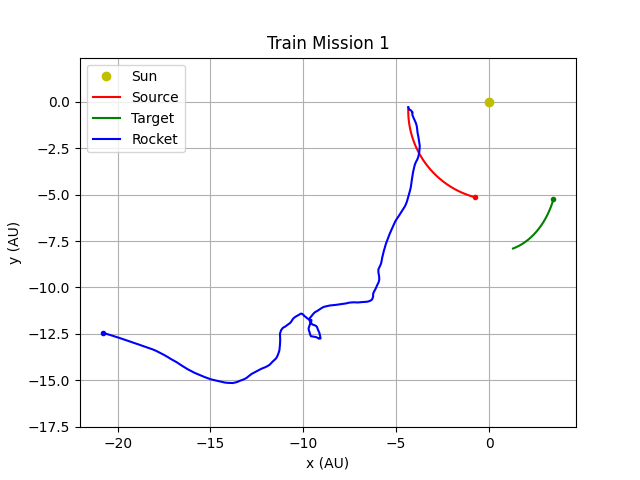 Train Mission 1
Sun
Source
Target
Rocket
0.0
−2.5
−5.0
−7.5
−10.0
−12.5
−15.0
−17.5
y (AU)
−20 −15 −10 −5 0
x (AU)